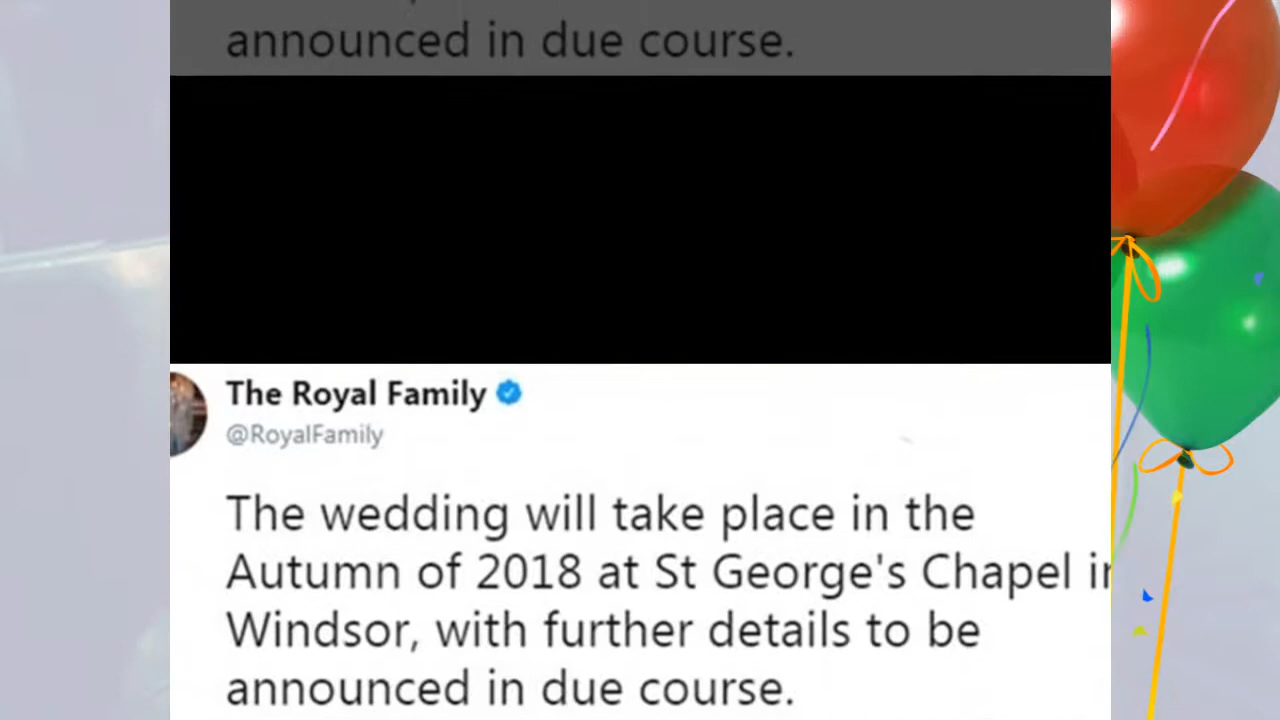 announced in due course.
The Royal Family
@RoyalFamily
The wedding will take place in the
Autumn of 2018 at St George's Chapel in
Windsor, with further details to be
announced in due course.